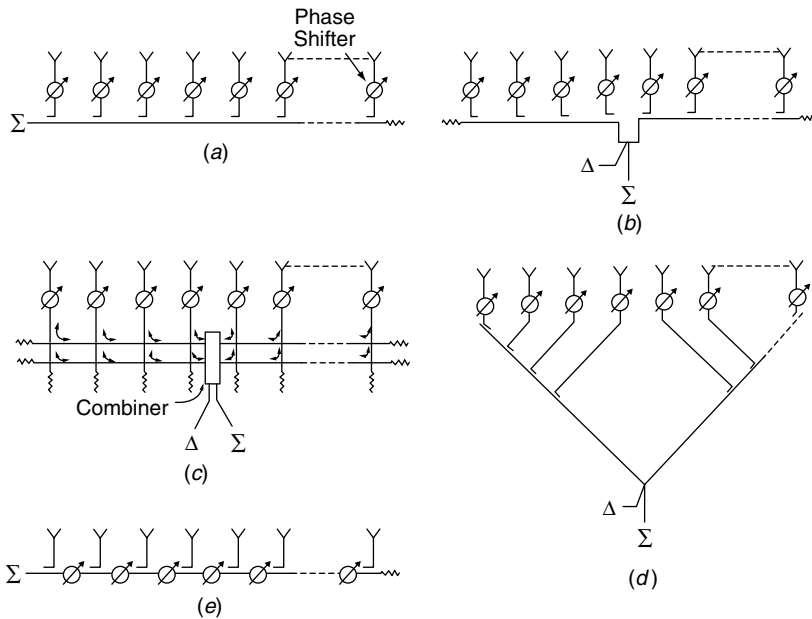 Phase
Shifter
Σ
(a)
Δ
Σ
(b)
Combiner
Δ Σ
(c)
Δ
Σ
(d)
Σ
(e)